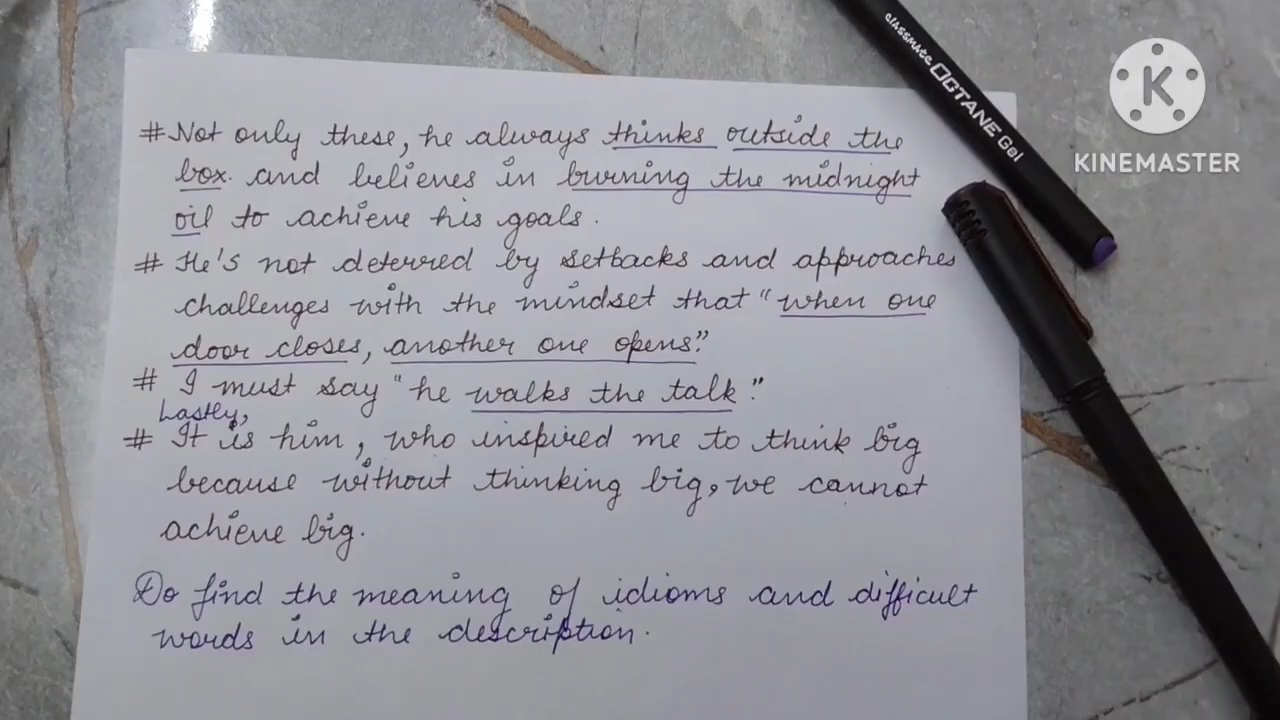 # Not only these, he always thinks outside the
box. and believes in burning the midnight
oil to achieve his goals.
# He's not deterred by setbacks and approaches
challenges with the mindset that "when one
door closes, another one opens."
# I must say "he walks the talk."
Lastly,
# It is him, who inspired me to think big
because without thinking big, we cannot
achieve big.
Do find the meaning of idioms and difficult
words in the description.
classmate OCTANE Gel
K
KINEMASTER